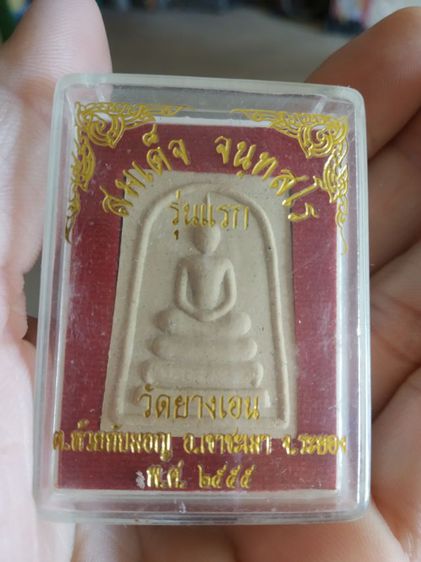 สมเด็จ จนฺทสโร
รุ่นแรก
วัดยางเอน
ต.ห้วยทับมอญ อ.เขาชะเมา จ.ระยอง
พ.ศ. ๒๕๕๕